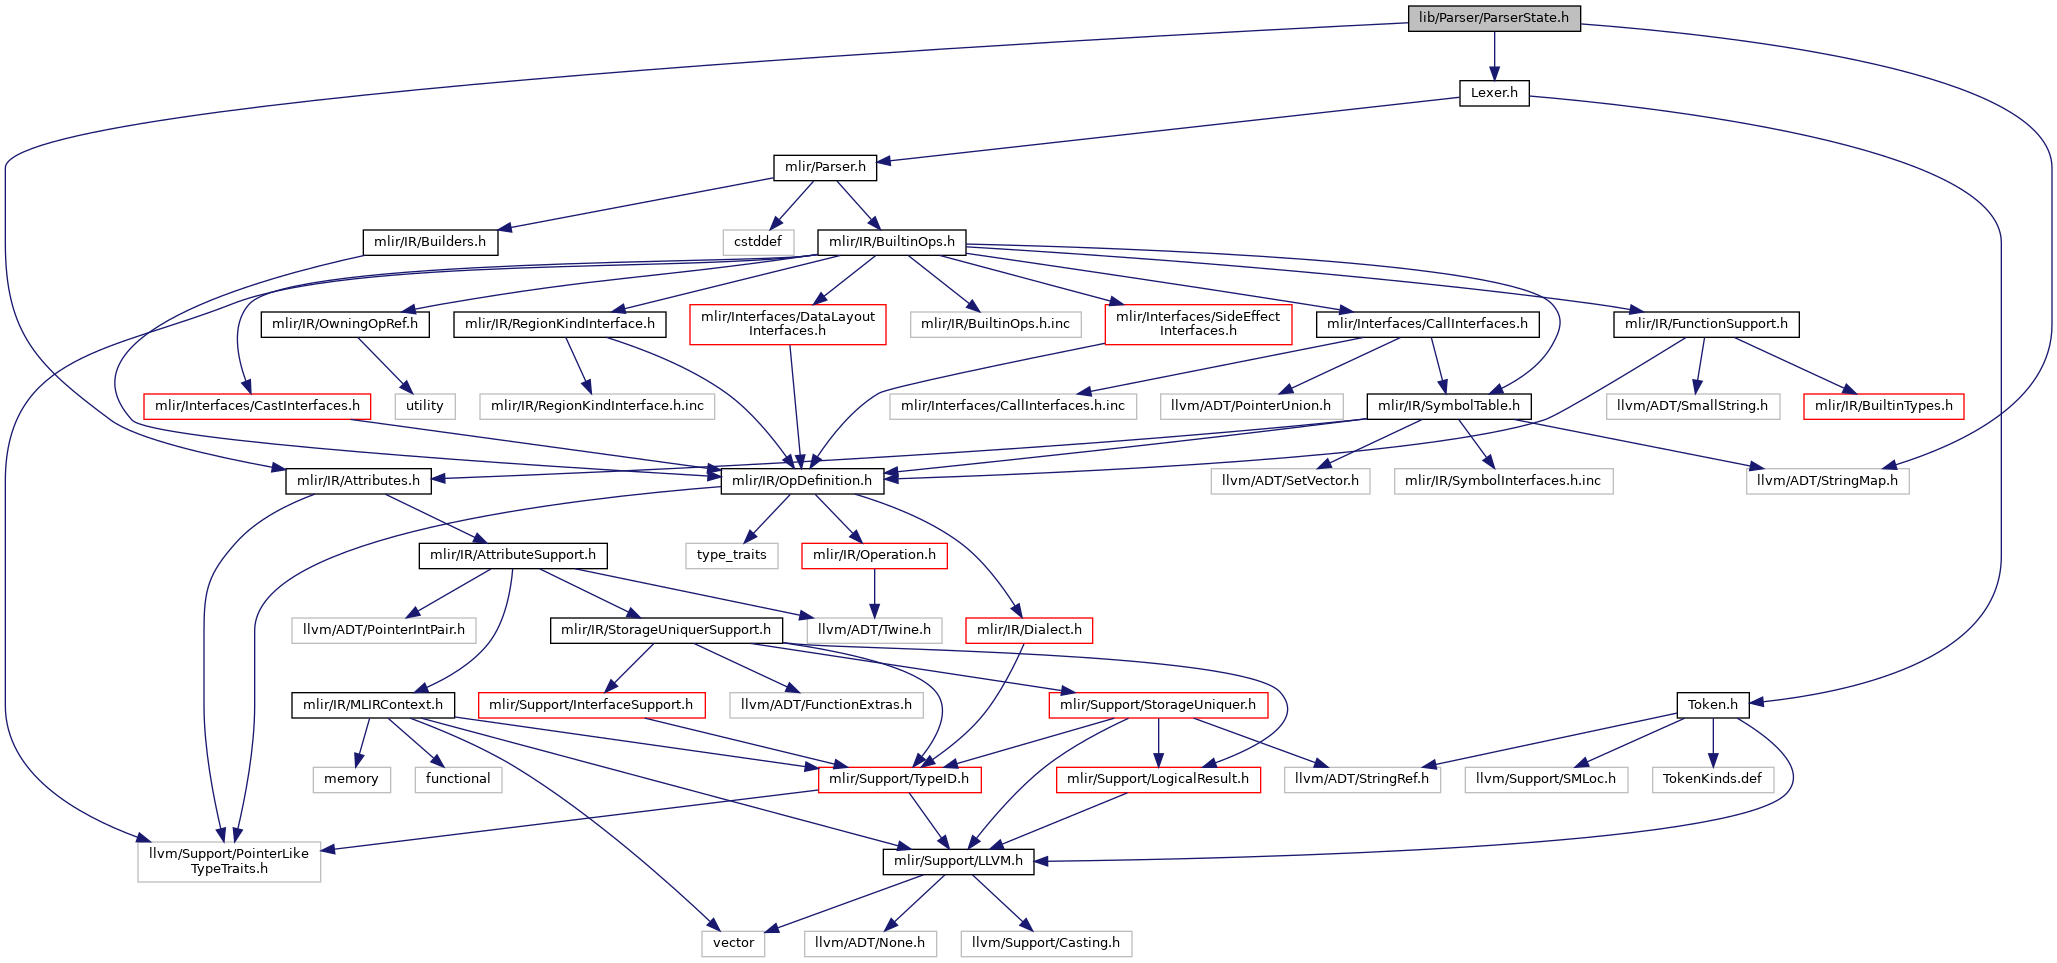 lib/Parser/ParserState.h
Lexer.h
mlir/Parser.h
mlir/IR/Builders.h
cstddef
mlir/IR/BuiltinOps.h
mlir/IR/OwningOpRef.h
mlir/IR/RegionKindInterface.h
mlir/Interfaces/DataLayout
Interfaces.h
mlir/IR/BuiltinOps.h.inc
mlir/Interfaces/SideEffect
Interfaces.h
mlir/Interfaces/CallInterfaces.h
mlir/IR/FunctionSupport.h
mlir/Interfaces/CastInterfaces.h
utility
mlir/IR/RegionKindInterface.h.inc
mlir/Interfaces/CallInterfaces.h.inc
llvm/ADT/PointerUnion.h
mlir/IR/SymbolTable.h
llvm/ADT/SmallString.h
mlir/IR/BuiltinTypes.h
mlir/IR/Attributes.h
mlir/IR/OpDefinition.h
llvm/ADT/SetVector.h
mlir/IR/SymbolInterfaces.h.inc
llvm/ADT/StringMap.h
mlir/IR/AttributeSupport.h
type_traits
mlir/IR/Operation.h
llvm/ADT/PointerIntPair.h
mlir/IR/StorageUniquerSupport.h
llvm/ADT/Twine.h
mlir/IR/Dialect.h
mlir/IR/MLIRContext.h
mlir/Support/InterfaceSupport.h
llvm/ADT/FunctionExtras.h
mlir/Support/StorageUniquer.h
Token.h
memory
functional
mlir/Support/TypeID.h
mlir/Support/LogicalResult.h
llvm/ADT/StringRef.h
llvm/Support/SMLoc.h
TokenKinds.def
llvm/Support/PointerLike
TypeTraits.h
mlir/Support/LLVM.h
vector
llvm/ADT/None.h
llvm/Support/Casting.h